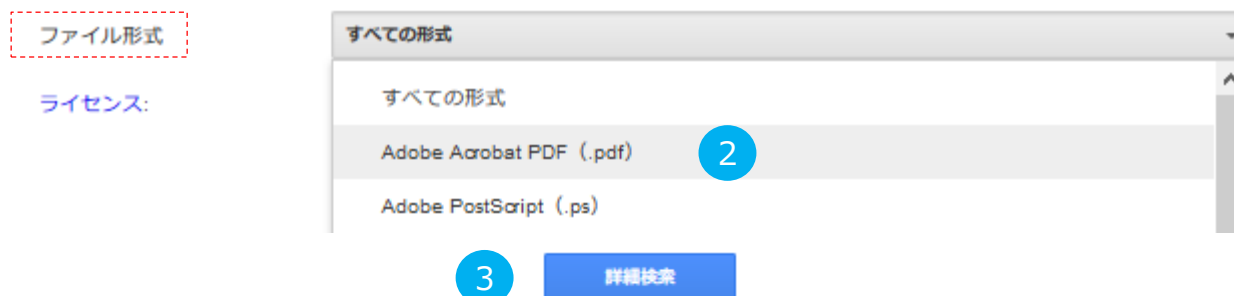 ファイル形式
すべての形式
ライセンス:
すべての形式
Adobe Acrobat PDF（.pdf）
2
Adobe PostScript（.ps）
3
詳細検索